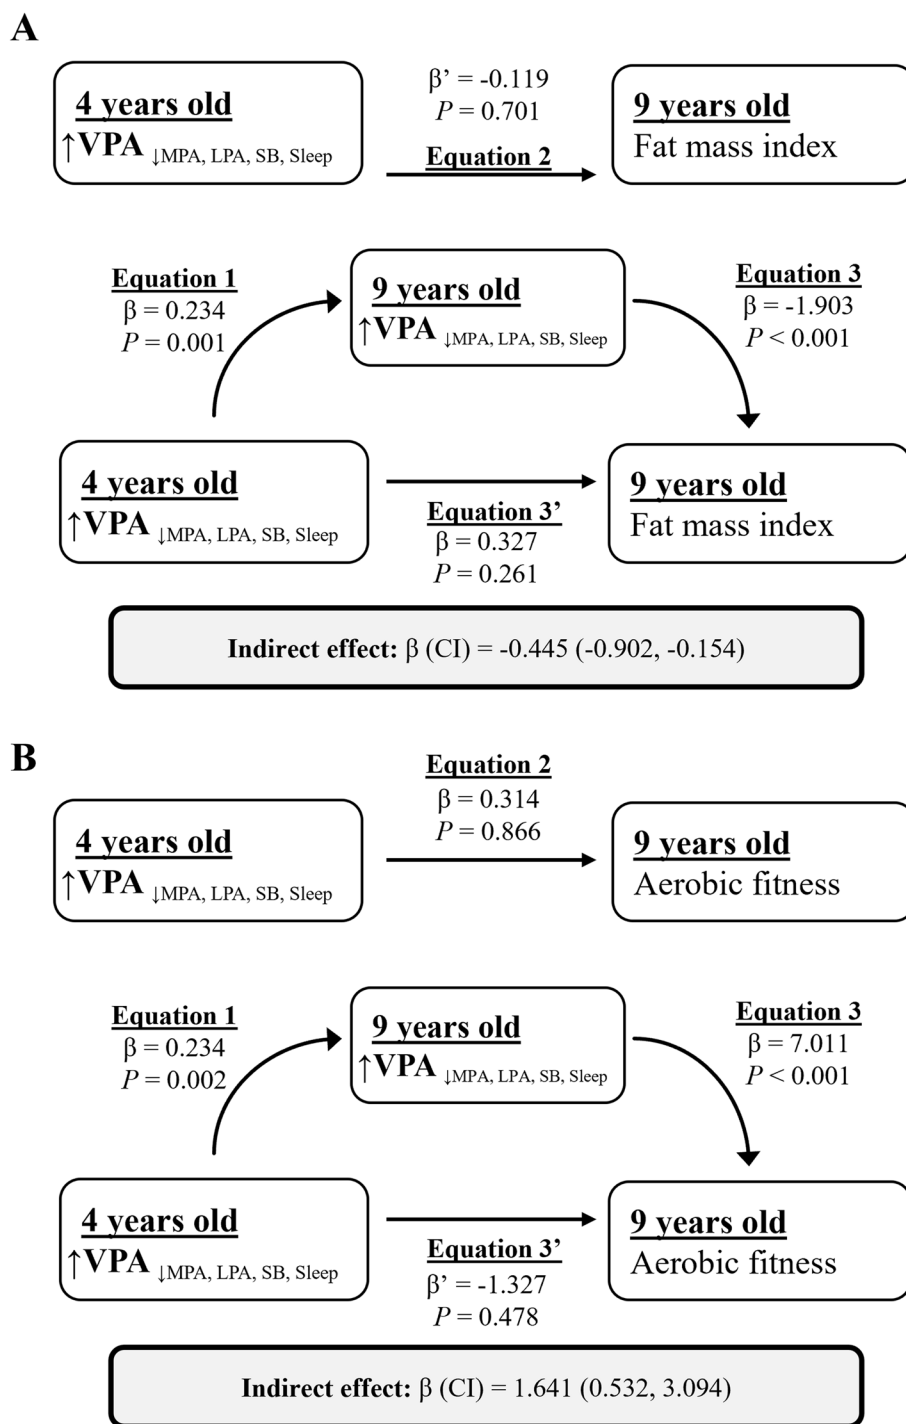 A
4 years old
↑VPA ↓MPA, LPA, SB, Sleep
β’ = -0.119
P = 0.701
Equation 2
9 years old
Fat mass index
Equation 1
β = 0.234
P = 0.001
9 years old
↑VPA ↓MPA, LPA, SB, Sleep
Equation 3
β = -1.903
P < 0.001
4 years old
↑VPA ↓MPA, LPA, SB, Sleep
Equation 3’
β = 0.327
P = 0.261
9 years old
Fat mass index
Indirect effect: β (CI) = -0.445 (-0.902, -0.154)
B
4 years old
↑VPA ↓MPA, LPA, SB, Sleep
Equation 2
β = 0.314
P = 0.866
9 years old
Aerobic fitness
Equation 1
β = 0.234
P = 0.002
9 years old
↑VPA ↓MPA, LPA, SB, Sleep
Equation 3
β = 7.011
P < 0.001
4 years old
↑VPA ↓MPA, LPA, SB, Sleep
Equation 3’
β’ = -1.327
P = 0.478
9 years old
Aerobic fitness
Indirect effect: β (CI) = 1.641 (0.532, 3.094)